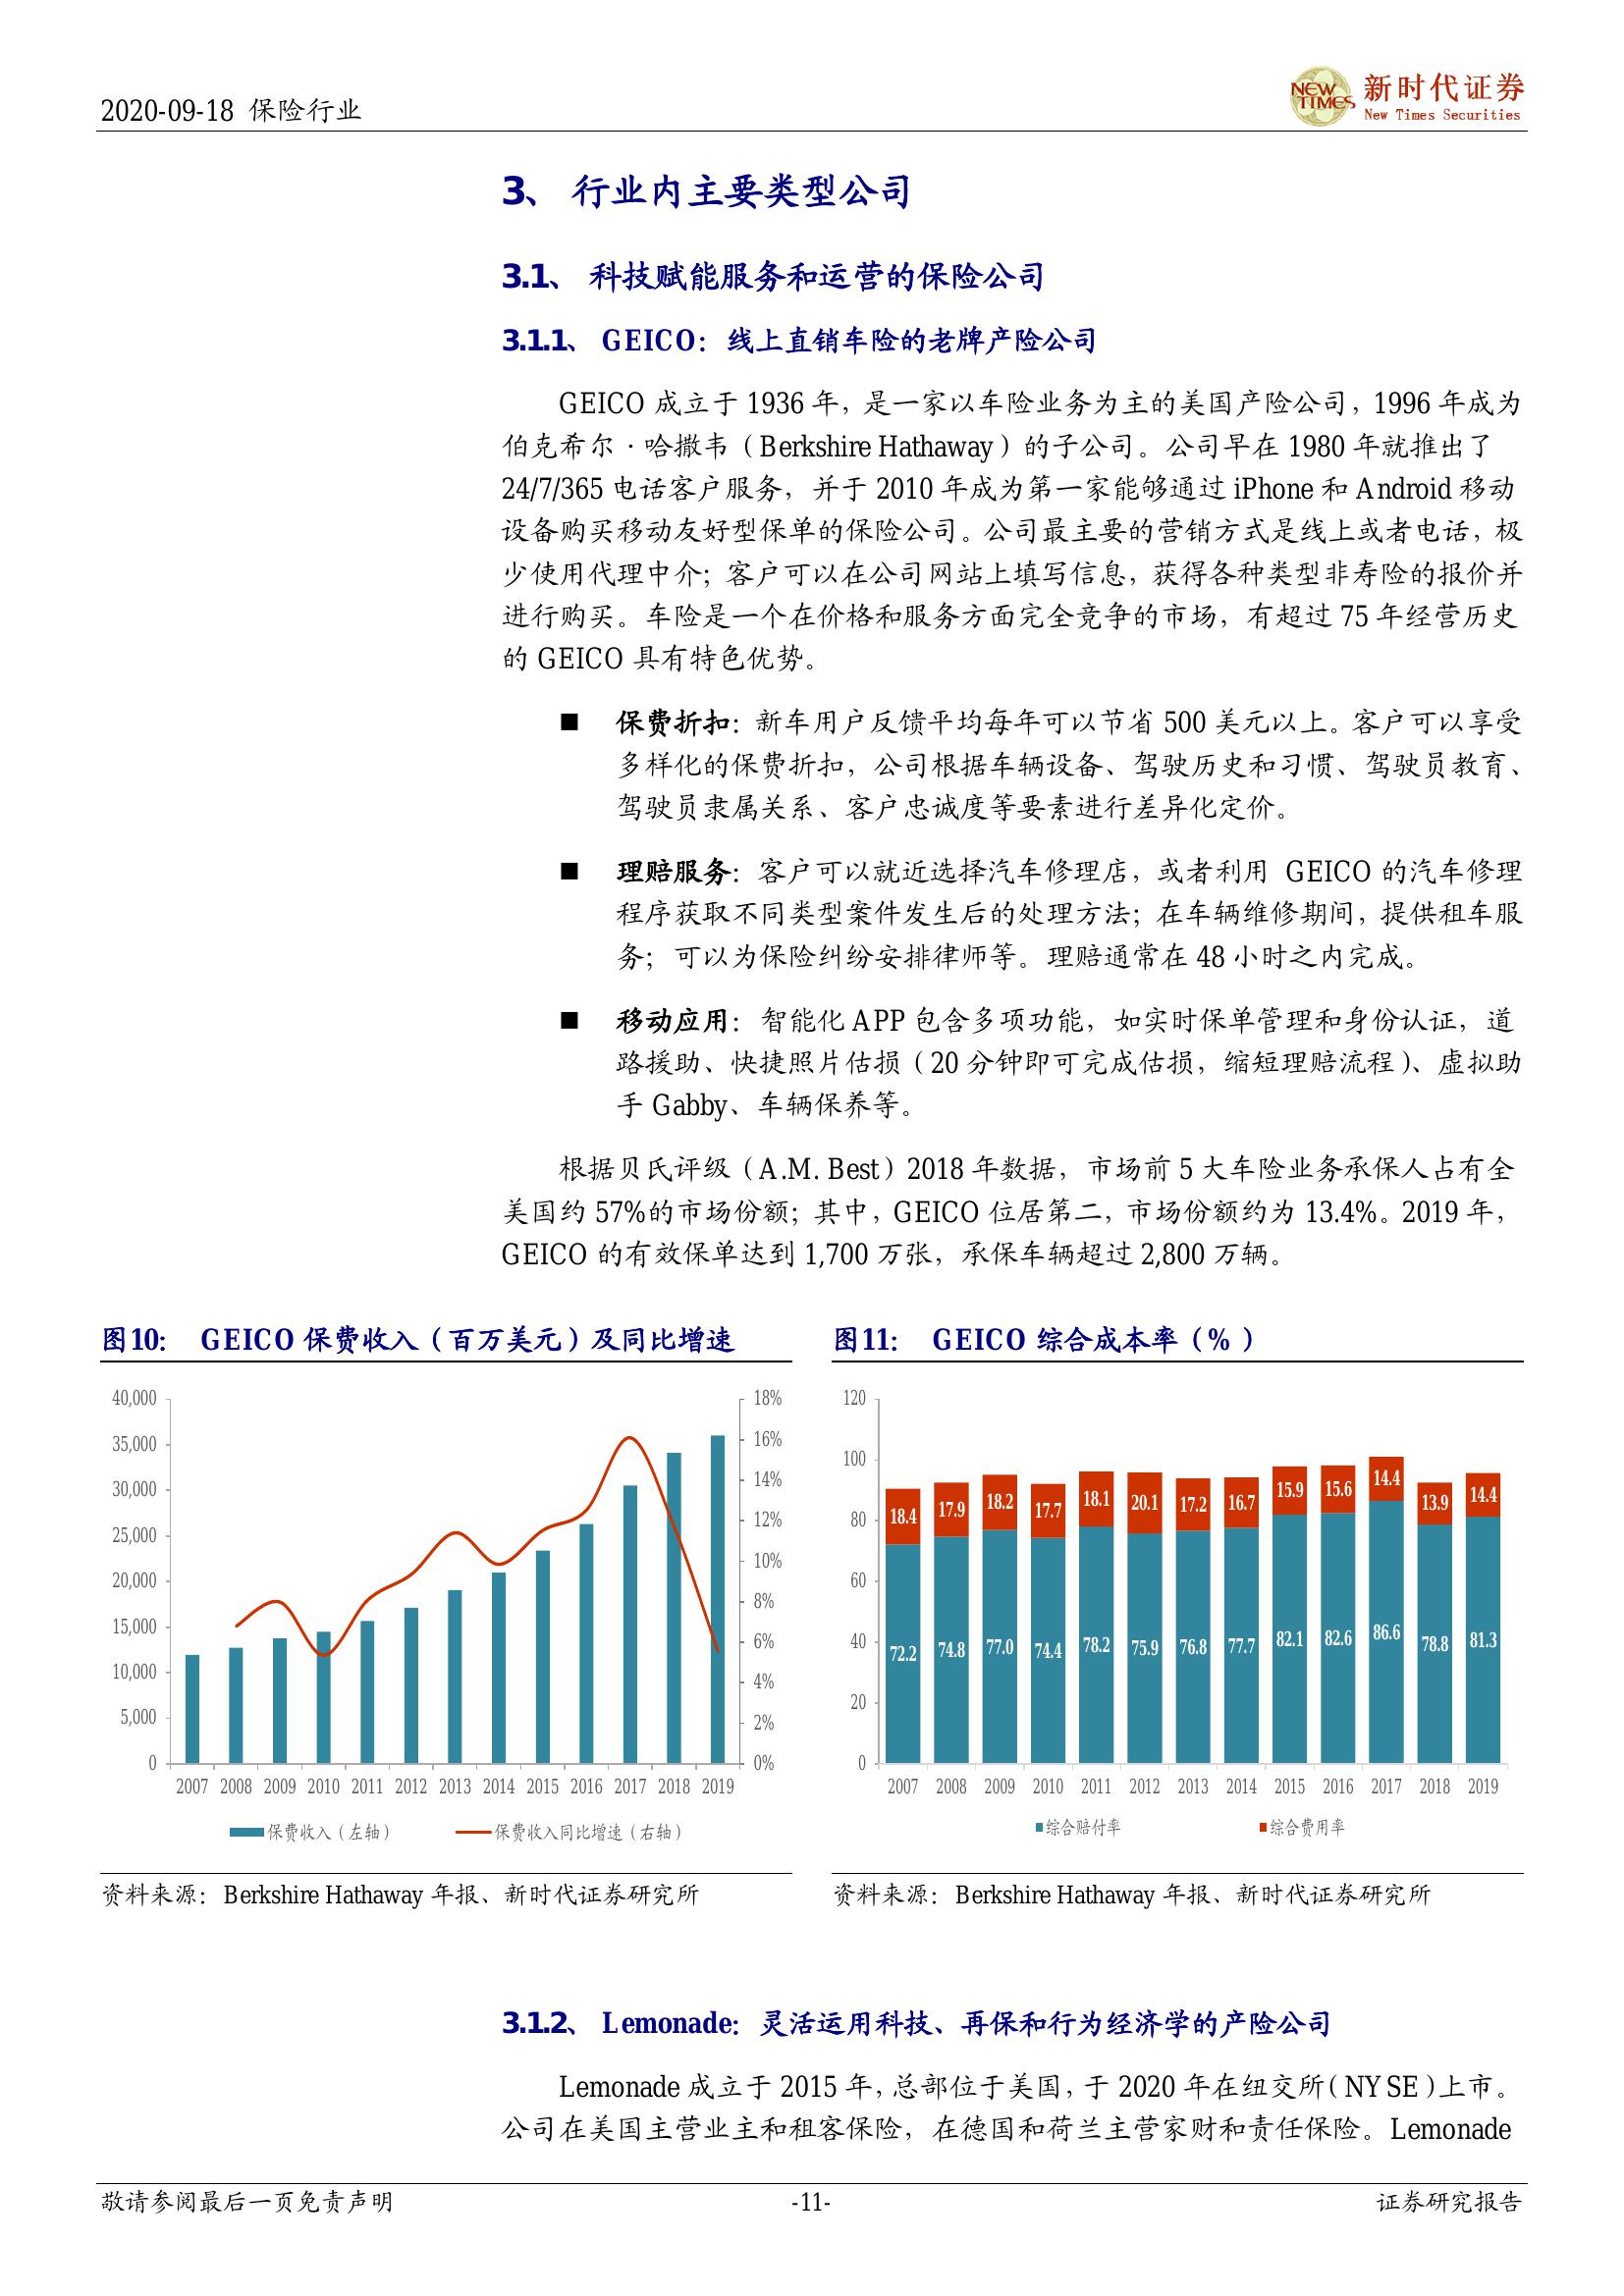 2020-09-18 保险行业
NEW TIMES
新时代证券
New Times Securities
3、 行业内主要类型公司
3.1、 科技赋能服务和运营的保险公司
3.1.1、 GEICO：线上直销车险的老牌产险公司
GEICO 成立于 1936 年，是一家以车险业务为主的美国产险公司，1996 年成为
伯克希尔·哈撒韦（Berkshire Hathaway）的子公司。公司早在 1980 年就推出了
24/7/365 电话客户服务，并于 2010 年成为第一家能够通过 iPhone 和 Android 移动
设备购买移动友好型保单的保险公司。公司最主要的营销方式是线上或者电话，极
少使用代理中介；客户可以在公司网站上填写信息，获得各种类型非寿险的报价并
进行购买。车险是一个在价格和服务方面完全竞争的市场，有超过 75 年经营历史
的 GEICO 具有特色优势。
■ 保费折扣：新车用户反馈平均每年可以节省 500 美元以上。客户可以享受
多样化的保费折扣，公司根据车辆设备、驾驶历史和习惯、驾驶员教育、
驾驶员隶属关系、客户忠诚度等要素进行差异化定价。
■ 理赔服务：客户可以就近选择汽车修理店，或者利用 GEICO 的汽车修理
程序获取不同类型案件发生后的处理方法；在车辆维修期间，提供租车服
务；可以为保险纠纷安排律师等。理赔通常在 48 小时之内完成。
■ 移动应用：智能化 APP 包含多项功能，如实时保单管理和身份认证，道
路援助、快捷照片估损（20 分钟即可完成估损，缩短理赔流程）、虚拟助
手 Gabby、车辆保养等。
根据贝氏评级（A.M. Best）2018 年数据，市场前 5 大车险业务承保人占有全
美国约 57%的市场份额；其中，GEICO 位居第二，市场份额约为 13.4%。2019 年，
GEICO 的有效保单达到 1,700 万张，承保车辆超过 2,800 万辆。
图10： GEICO 保费收入（百万美元）及同比增速
40,000
35,000
30,000
25,000
20,000
15,000
10,000
5,000
0
18%
16%
14%
12%
10%
8%
6%
4%
2%
0%
2007 2008 2009 2010 2011 2012 2013 2014 2015 2016 2017 2018 2019
保费收入（左轴） 保费收入同比增速（右轴）
资料来源：Berkshire Hathaway 年报、新时代证券研究所
图11： GEICO 综合成本率（%）
120
100
80
60
40
20
0
18.4 17.9 18.2 17.7 18.1 20.1 17.2 16.7 15.9 15.6 14.4 13.9 14.4
72.2 74.8 77.0 74.4 78.2 75.9 76.8 77.7 82.1 82.6 86.6 78.8 81.3
2007 2008 2009 2010 2011 2012 2013 2014 2015 2016 2017 2018 2019
综合赔付率 综合费用率
资料来源：Berkshire Hathaway 年报、新时代证券研究所
3.1.2、 Lemonade：灵活运用科技、再保和行为经济学的产险公司
Lemonade 成立于 2015 年，总部位于美国，于 2020 年在纽交所（NYSE）上市。
公司在美国主营业主和租客保险，在德国和荷兰主营家财和责任保险。Lemonade
敬请参阅最后一页免责声明
-11-
证券研究报告